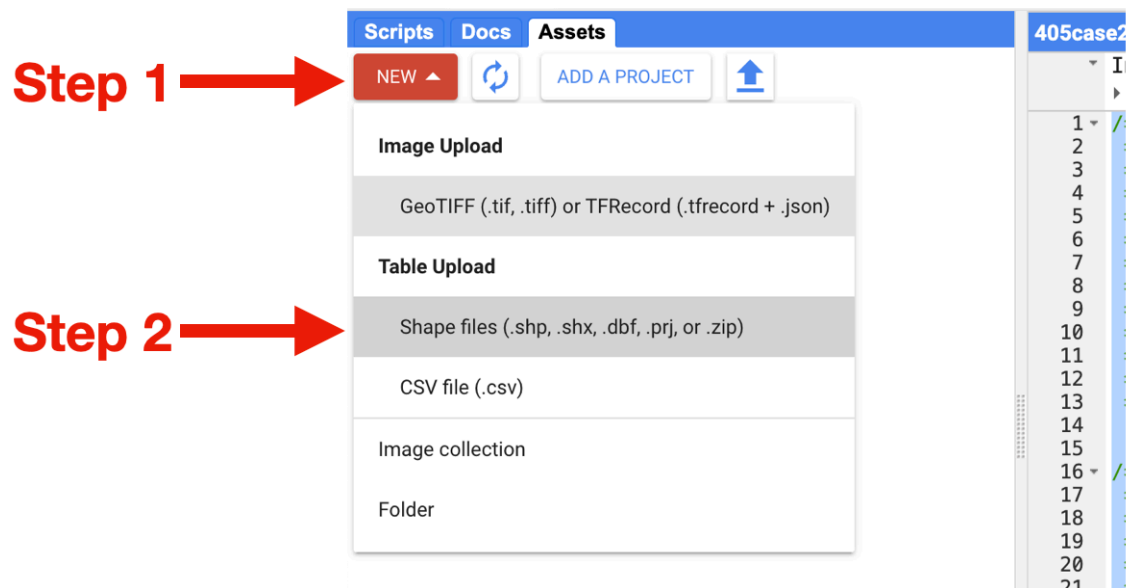 Scripts Docs Assets
405case2
Step 1
NEW
ADD A PROJECT
Image Upload
GeoTIFF (.tif, .tiff) or TFRecord (.tfrecord + .json)
Table Upload
Step 2
Shape files (.shp, .shx, .dbf, .prj, or .zip)
CSV file (.csv)
Image collection
Folder
1
2
3
4
5
6
7
8
9
10
11
12
13
14
15
16
17
18
19
20
21